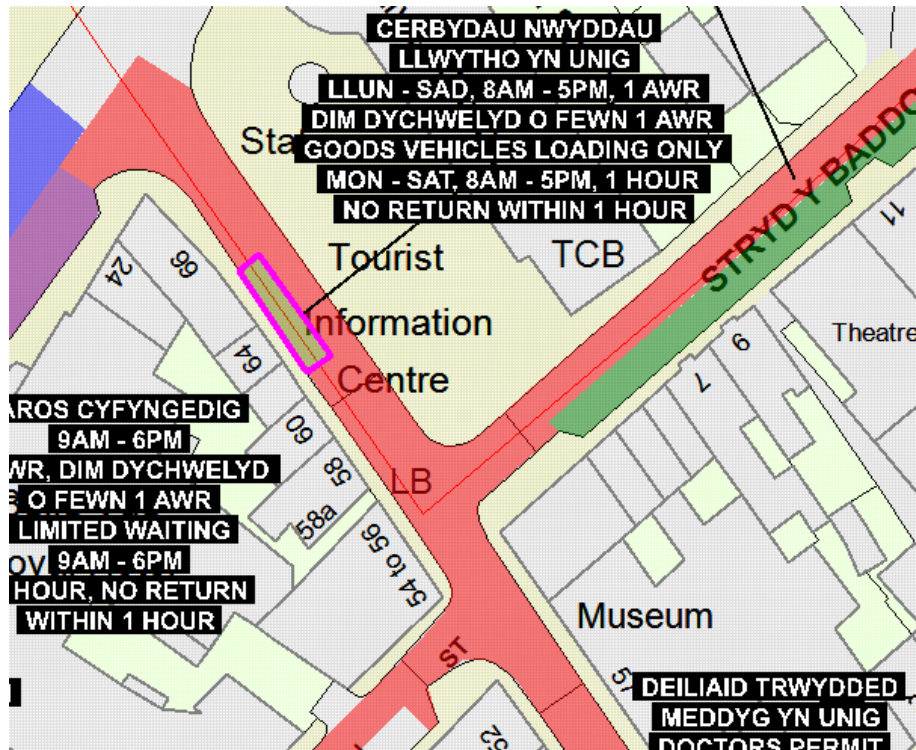 CERBYDAU NWYDDAU
LLWYTHO YN UNIG
LLUN - SAD, 8AM - 5PM, 1 AWR
DIM DYCHWELYD O FEWN 1 AWR
GOODS VEHICLES LOADING ONLY
MON - SAT, 8AM - 5PM, 1 HOUR
NO RETURN WITHIN 1 HOUR
Sta
Tourist
Information
Centre
TCB
STRYD Y BADDO
11
Theatre
9
7
24
66
64
60
58
58a
54 to 56
LB
AROS CYFYNGEDIG
9AM - 6PM
WR, DIM DYCHWELYD
O FEWN 1 AWR
LIMITED WAITING
9AM - 6PM
HOUR, NO RETURN
WITHIN 1 HOUR
Museum
ST
52
57
DEILIAID TRWYDDED
MEDDYG YN UNIG
DOCTORS PERMIT